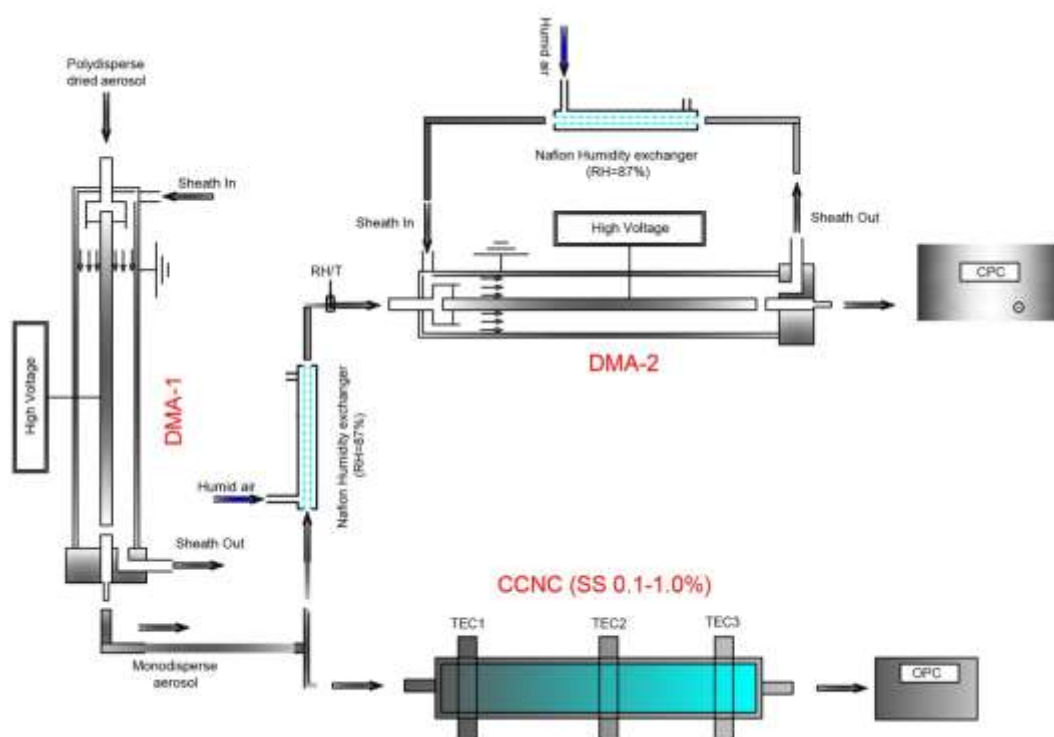 Humid air
Polydisperse
dried aerosol
Nafion Humidity exchanger
(RH=87%)
Sheath In
Sheath In
High Voltage
Sheath Out
RH/T
CPC
DMA-2
High Voltage
DMA-1
Nafion Humidity exchanger
(RH=87%)
Humid air
Sheath Out
CCNC (SS 0.1-1.0%)
TEC1
TEC2
TEC3
Monodisperse
aerosol
OPC